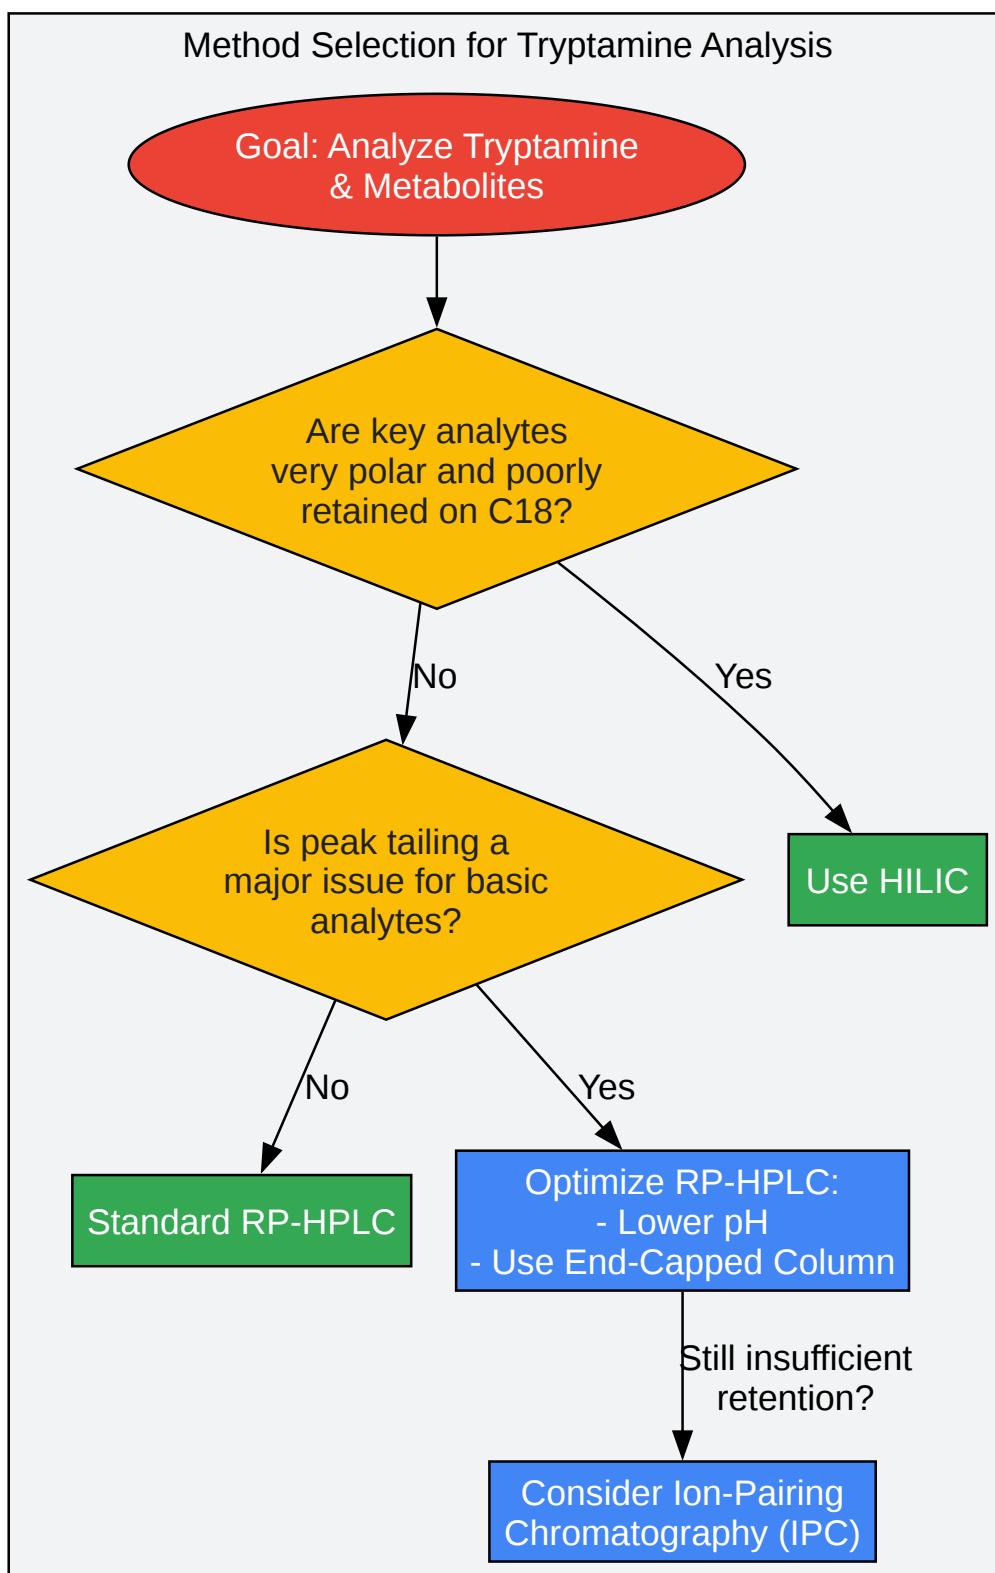 Method Selection for Tryptamine Analysis
Goal: Analyze Tryptamine
& Metabolites
Are key analytes
very polar and poorly
retained on C18?
No
Yes
Is peak tailing a
major issue for basic
analytes?
Use HILIC
No
Yes
Standard RP-HPLC
Optimize RP-HPLC:
- Lower pH
- Use End-Capped Column
Still insufficient
retention?
Consider Ion-Pairing
Chromatography (IPC)